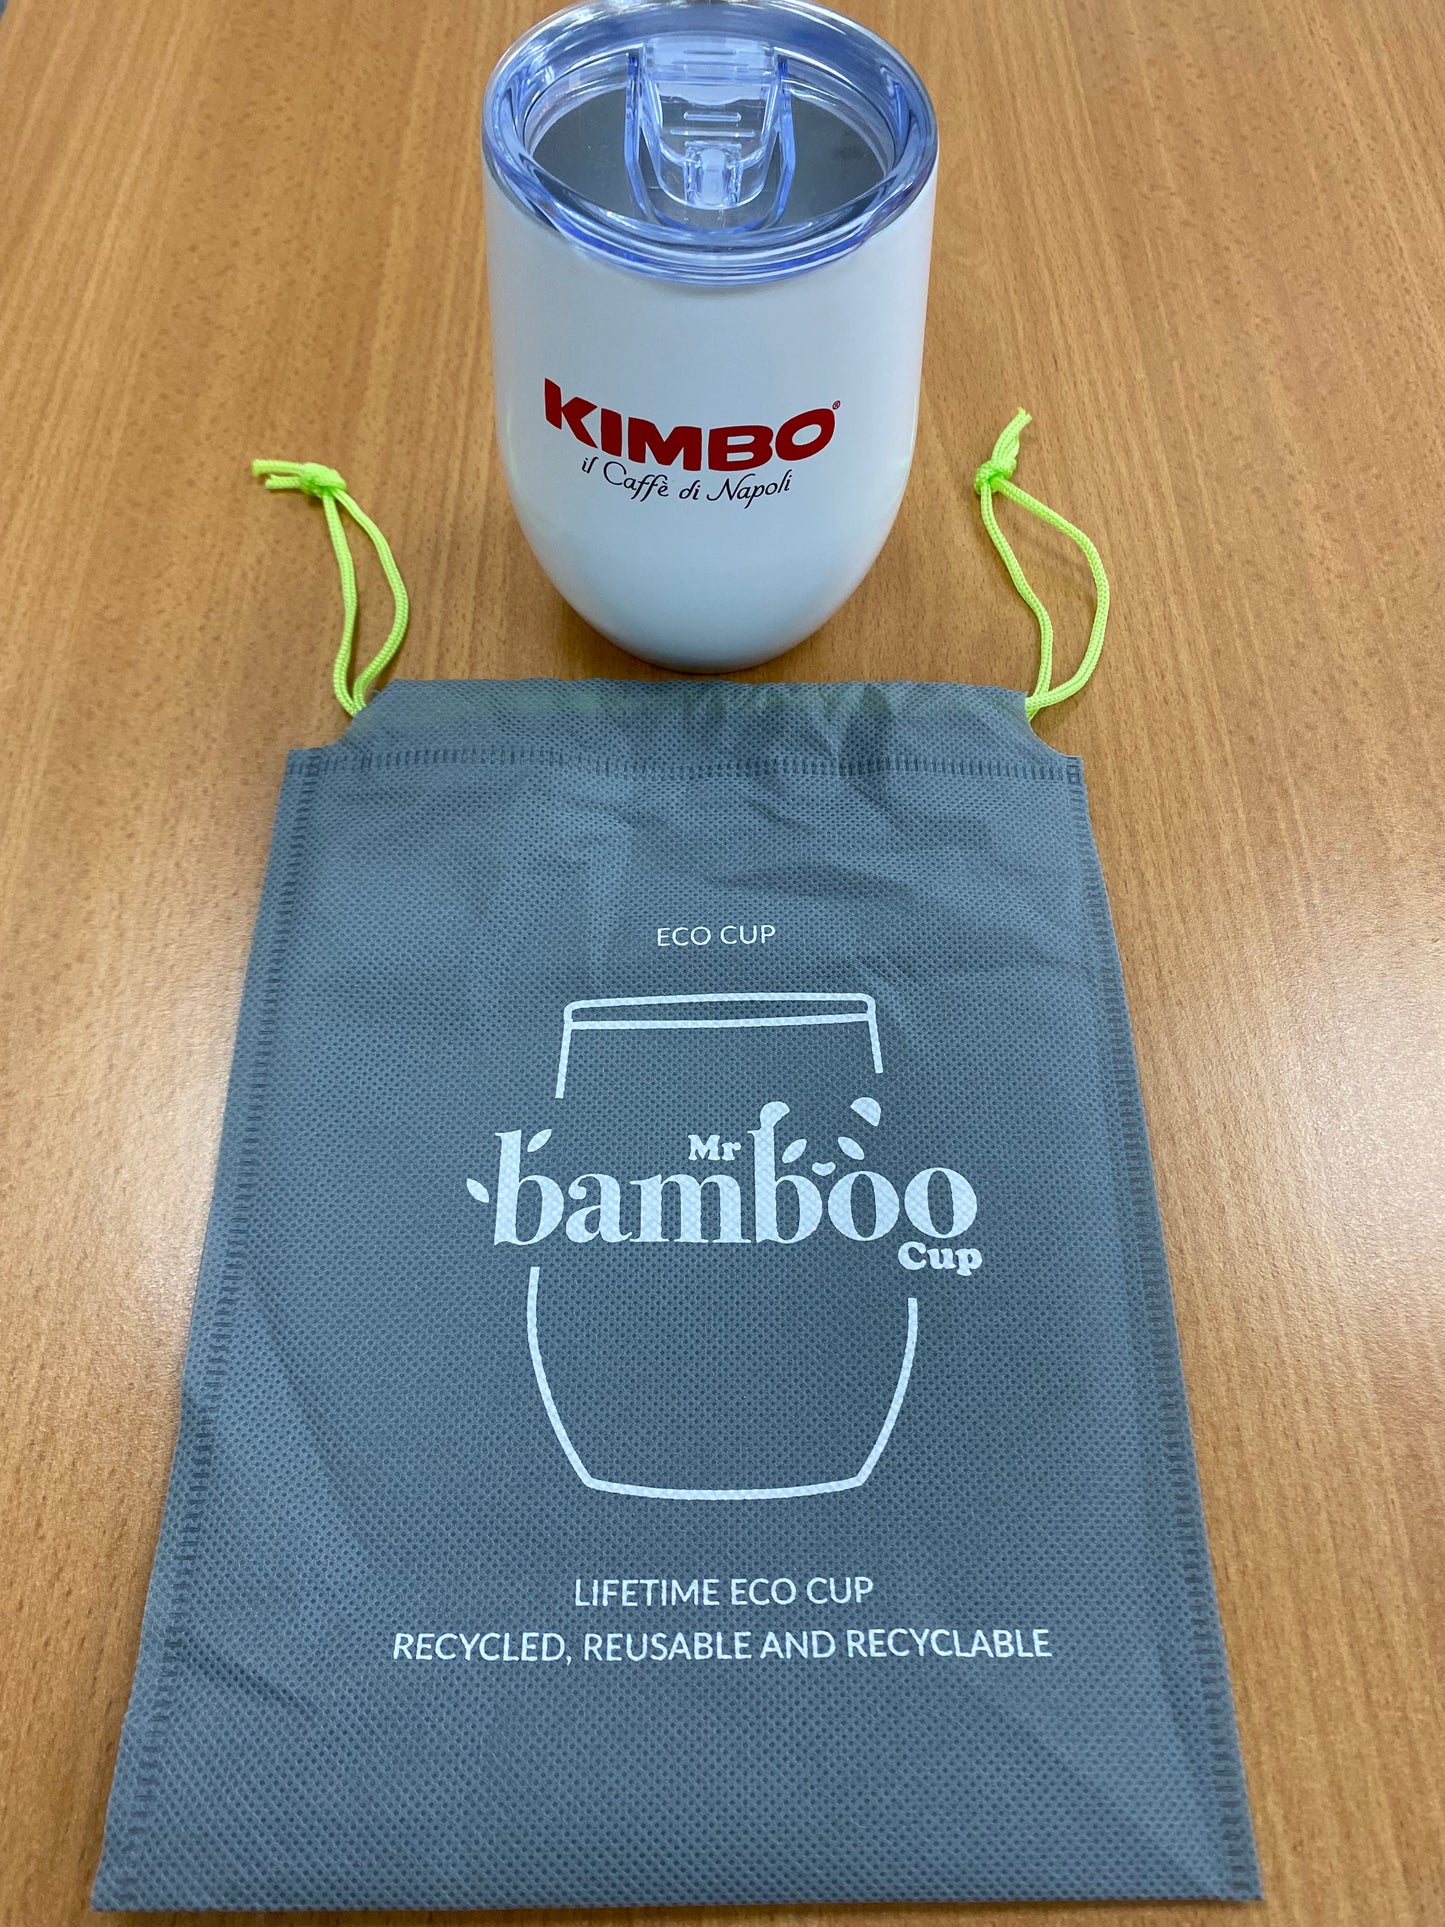 KIMBO®
il Caffè di Napoli
ECO CUP
Mr
bamboo
Cup
LIFETIME ECO CUP
RECYCLED, REUSABLE AND RECYCLABLE